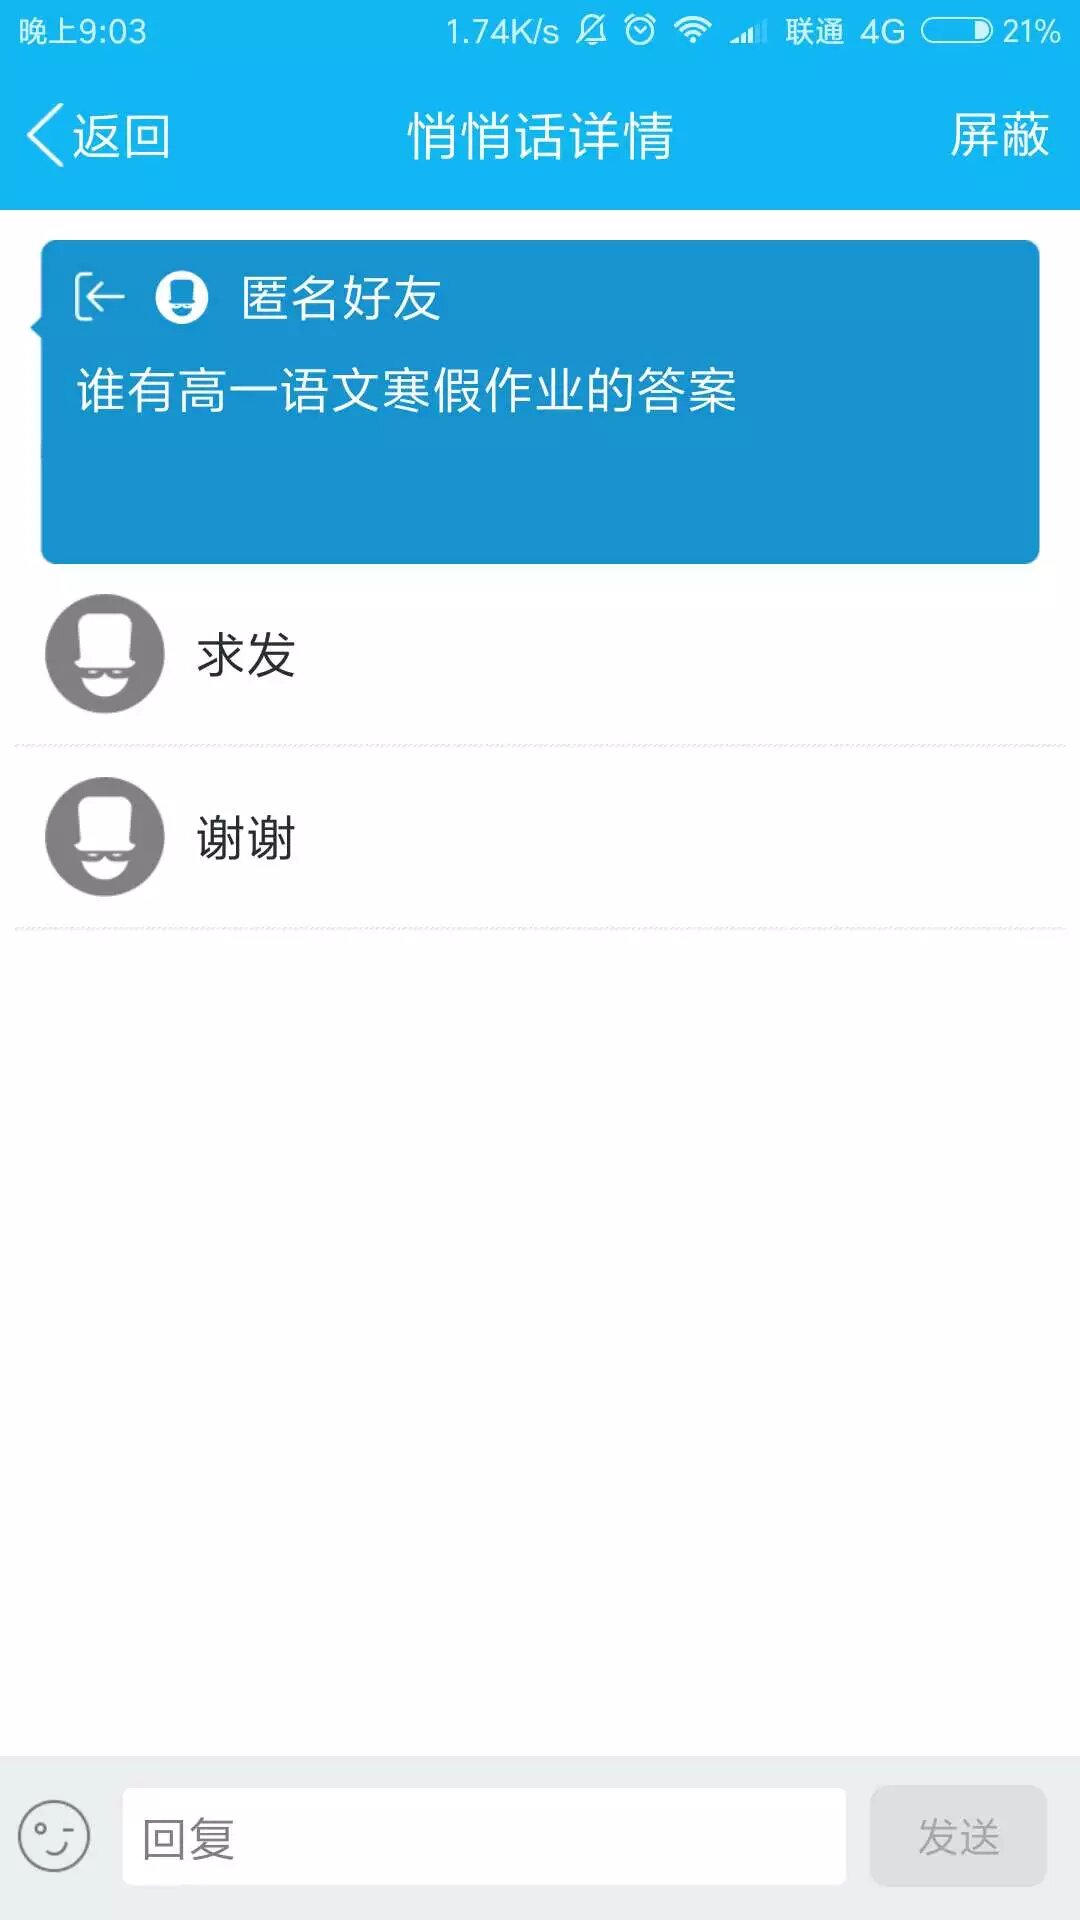 晚上9:03 1.74K/s 联通 4G 21%
返回 悄悄话详情 屏蔽
匿名好友
谁有高一语文寒假作业的答案
求发
谢谢
回复 发送